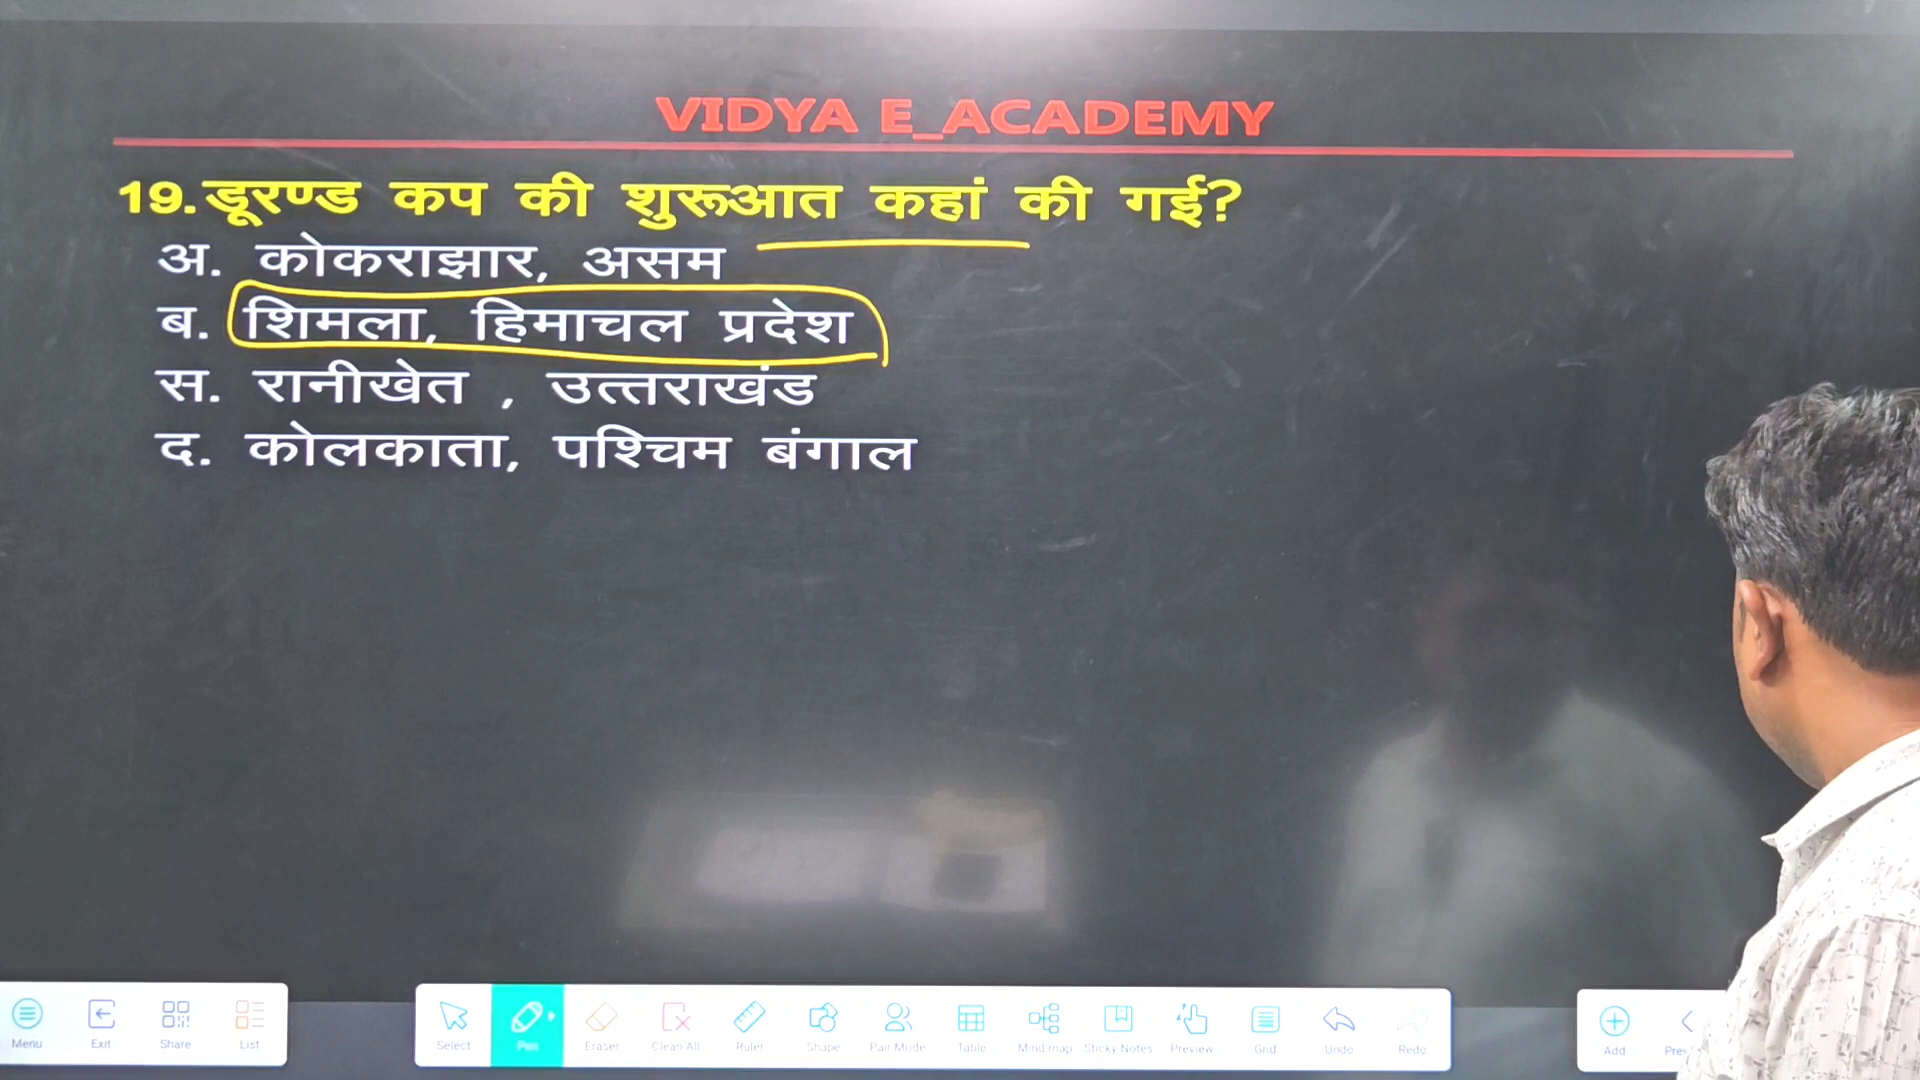 VIDYA E_ACADEMY
19.डूरण्ड कप की शुरूआत कहां की गई?
अ. कोकराझार, असम
ब. शिमला, हिमाचल प्रदेश
स. रानीखेत , उत्तराखंड
द. कोलकाता, पश्चिम बंगाल
Menu Exit Share List Select Pen Eraser Clean All Ruler Shape Pair Mode Table Mind map Sticky Notes Preview Grid Undo Redo Add